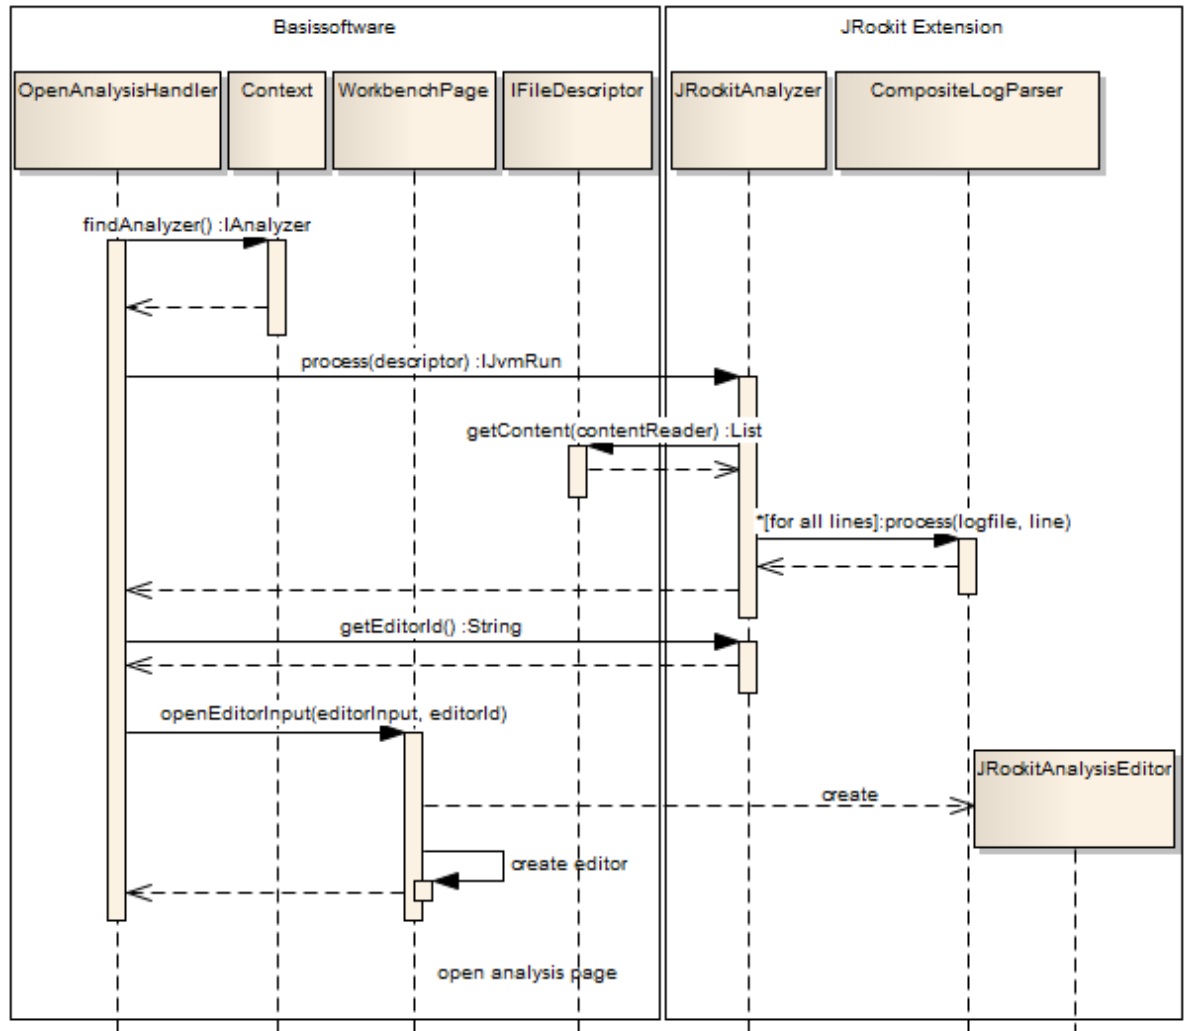 Basissoftware
JRockit Extension
OpenAnalysisHandler
Context
WorkbenchPage
IFileDescriptor
JRockitAnalyzer
CompositeLogParser
findAnalyzer() :IAnalyzer
process(descriptor) :IJvmRun
getContent(contentReader) :List
*[for all lines]:process(logfile, line)
getEditorId() :String
openEditorInput(editorInput, editorId)
JRockitAnalysisEditor
create
create editor
open analysis page